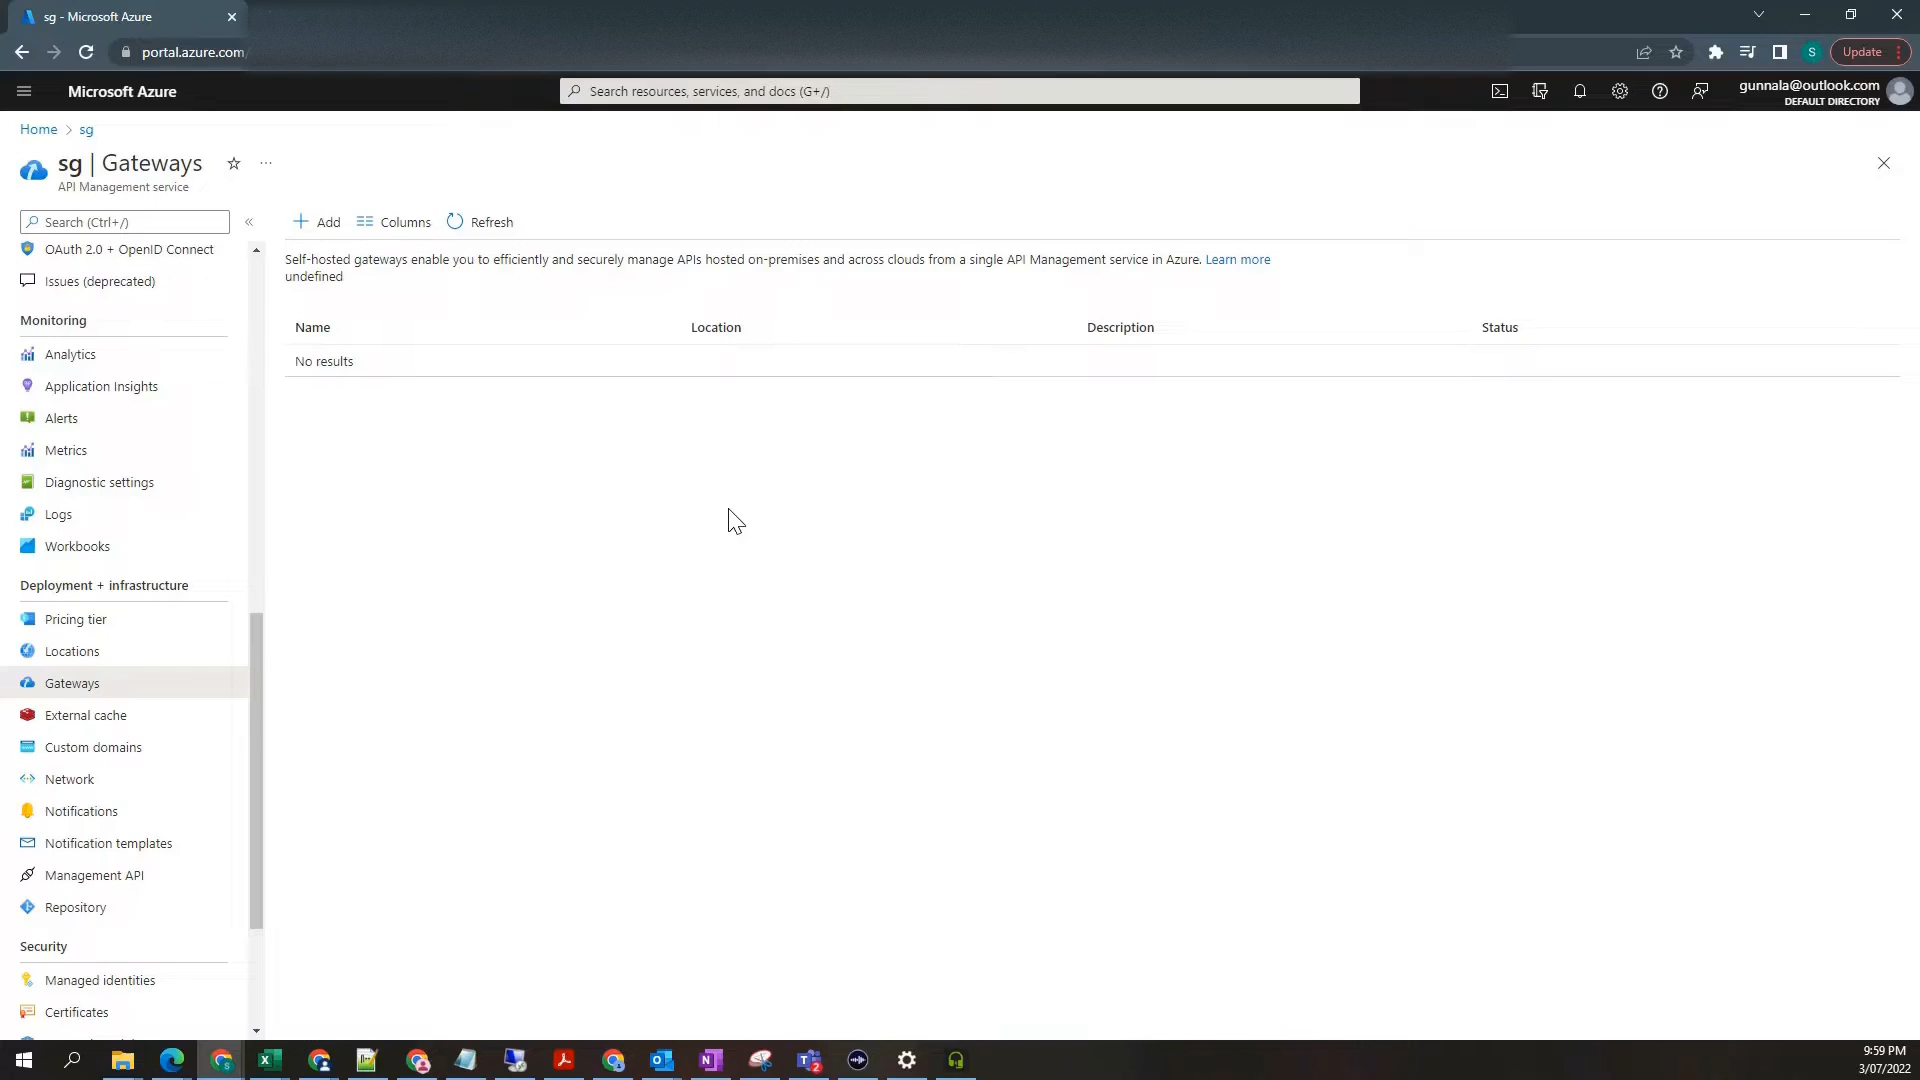 sg - Microsoft Azure
portal.azure.com
S
Update
Microsoft Azure
Search resources, services, and docs (G+/)
gunnala@outlook.com
DEFAULT DIRECTORY
Home > sg
sg | Gateways
API Management service
Search (Ctrl+/)
Add
Columns
Refresh
OAuth 2.0 + OpenID Connect
Issues (deprecated)
Monitoring
Analytics
Application Insights
Alerts
Metrics
Diagnostic settings
Logs
Workbooks
Deployment + infrastructure
Pricing tier
Locations
Gateways
External cache
Custom domains
Network
Notifications
Notification templates
Management API
Repository
Security
Managed identities
Certificates
Self-hosted gateways enable you to efficiently and securely manage APIs hosted on-premises and across clouds from a single API Management service in Azure. Learn more
undefined
Name Location Description Status
No results
9:59 PM
3/07/2022